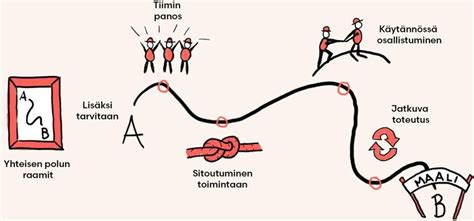 A
B
Yhteisen polun
raamit
Lisäksi
tarvitaan
A
Tiimin
panos
Sitoutuminen
toimintaan
Käytännössä
osallistuminen
Jatkuva
toteutus
MAALI
B